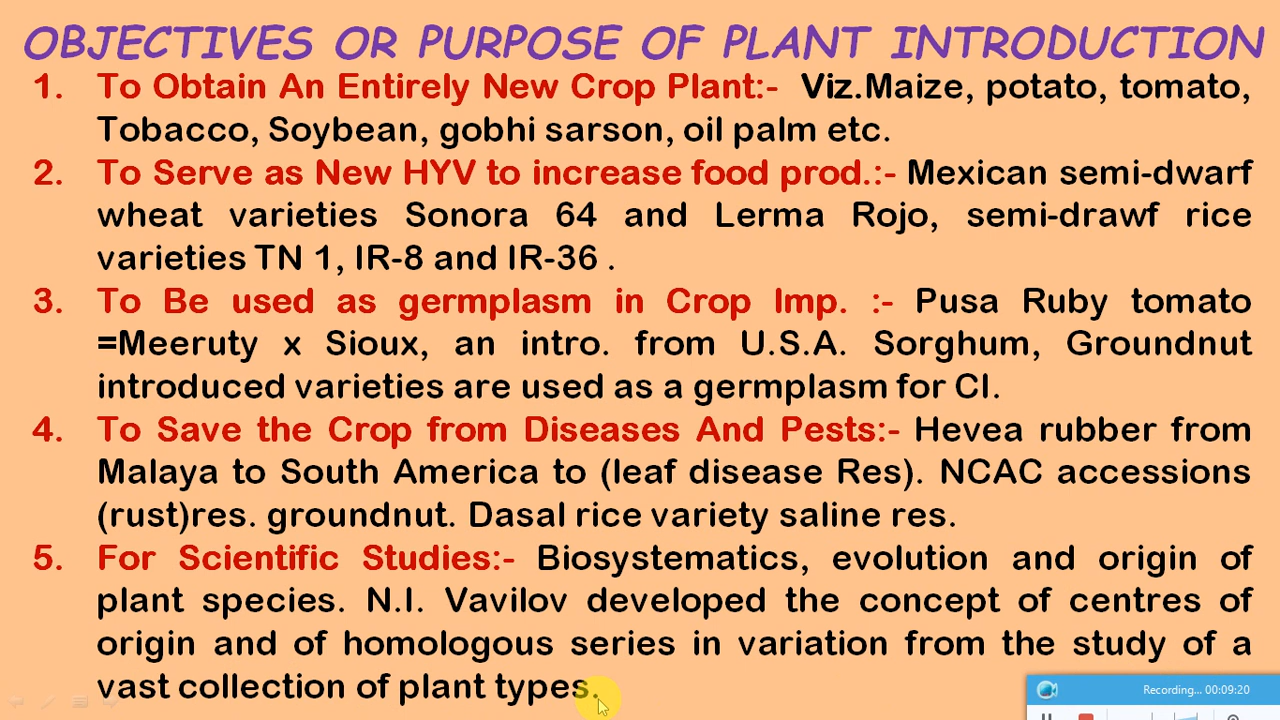 OBJECTIVES OR PURPOSE OF PLANT INTRODUCTION
1. To Obtain An Entirely New Crop Plant:- Viz.Maize, potato, tomato,
Tobacco, Soybean, gobhi sarson, oil palm etc.
2. To Serve as New HYV to increase food prod.:- Mexican semi-dwarf
wheat varieties Sonora 64 and Lerma Rojo, semi-drawf rice
varieties TN 1, IR-8 and IR-36 .
3. To Be used as germplasm in Crop Imp. :- Pusa Ruby tomato
=Meeruty x Sioux, an intro. from U.S.A. Sorghum, Groundnut
introduced varieties are used as a germplasm for CI.
4. To Save the Crop from Diseases And Pests:- Hevea rubber from
Malaya to South America to (leaf disease Res). NCAC accessions
(rust)res. groundnut. Dasal rice variety saline res.
5. For Scientific Studies:- Biosystematics, evolution and origin of
plant species. N.I. Vavilov developed the concept of centres of
origin and of homologous series in variation from the study of a
vast collection of plant types.
Recording... 00:09:20